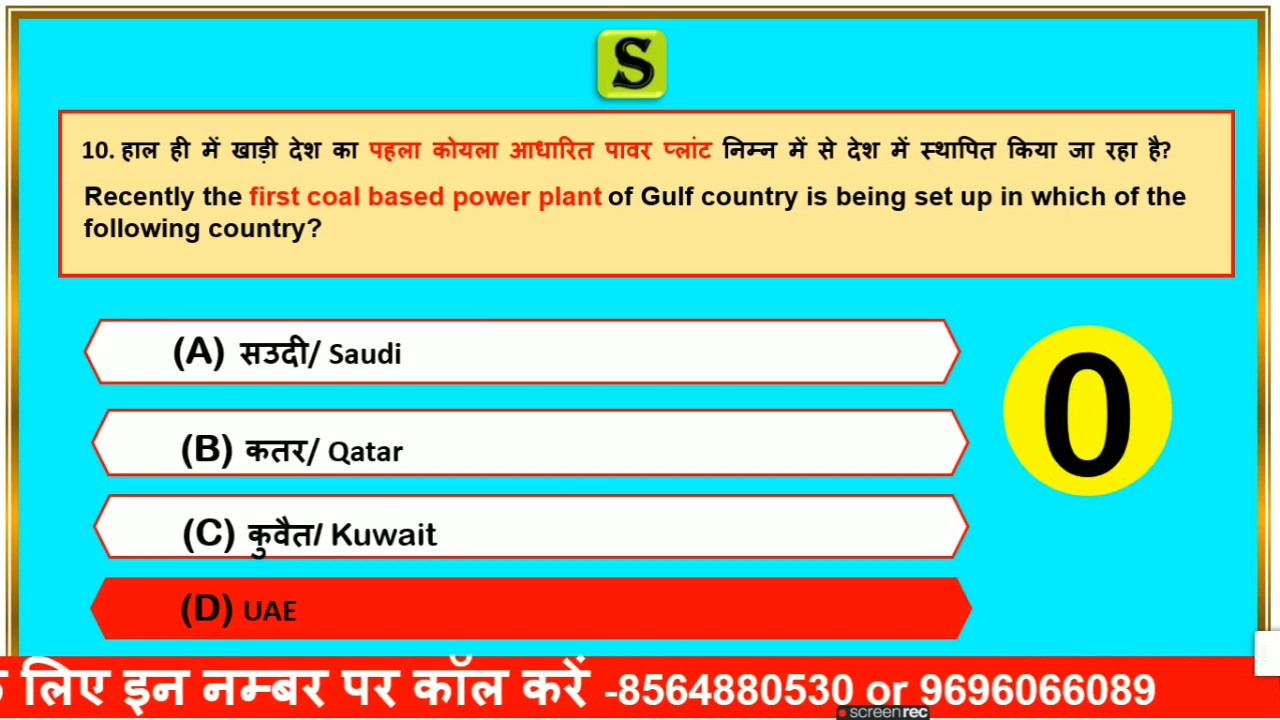 S
10. हाल ही में खाड़ी देश का पहला कोयला आधारित पावर प्लांट निम्न में से देश में स्थापित किया जा रहा है?
Recently the first coal based power plant of Gulf country is being set up in which of the
following country?
(A) सउदी/ Saudi
0
(B) कतर/ Qatar
(C) कुवैत/ Kuwait
(D) UAE
लिए इन नम्बर पर कॉल करें -8564880530 or 9696066089
screenrec